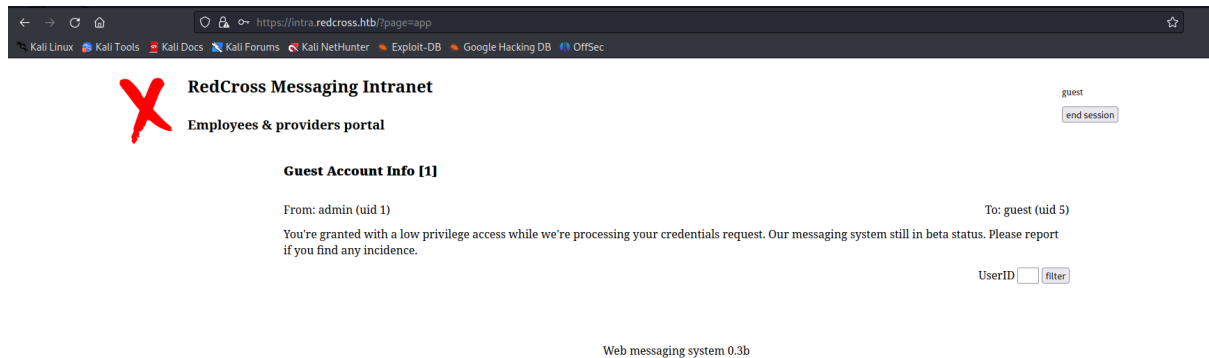 https://intra.redcross.htb/?page=app
Kali Linux Kali Tools Kali Docs Kali Forums Kali NetHunter Exploit-DB Google Hacking DB OffSec
RedCross Messaging Intranet
guest
end session
Employees & providers portal
Guest Account Info [1]
From: admin (uid 1) To: guest (uid 5)
You're granted with a low privilege access while we're processing your credentials request. Our messaging system still in beta status. Please report
if you find any incidence.
UserID filter
Web messaging system 0.3b